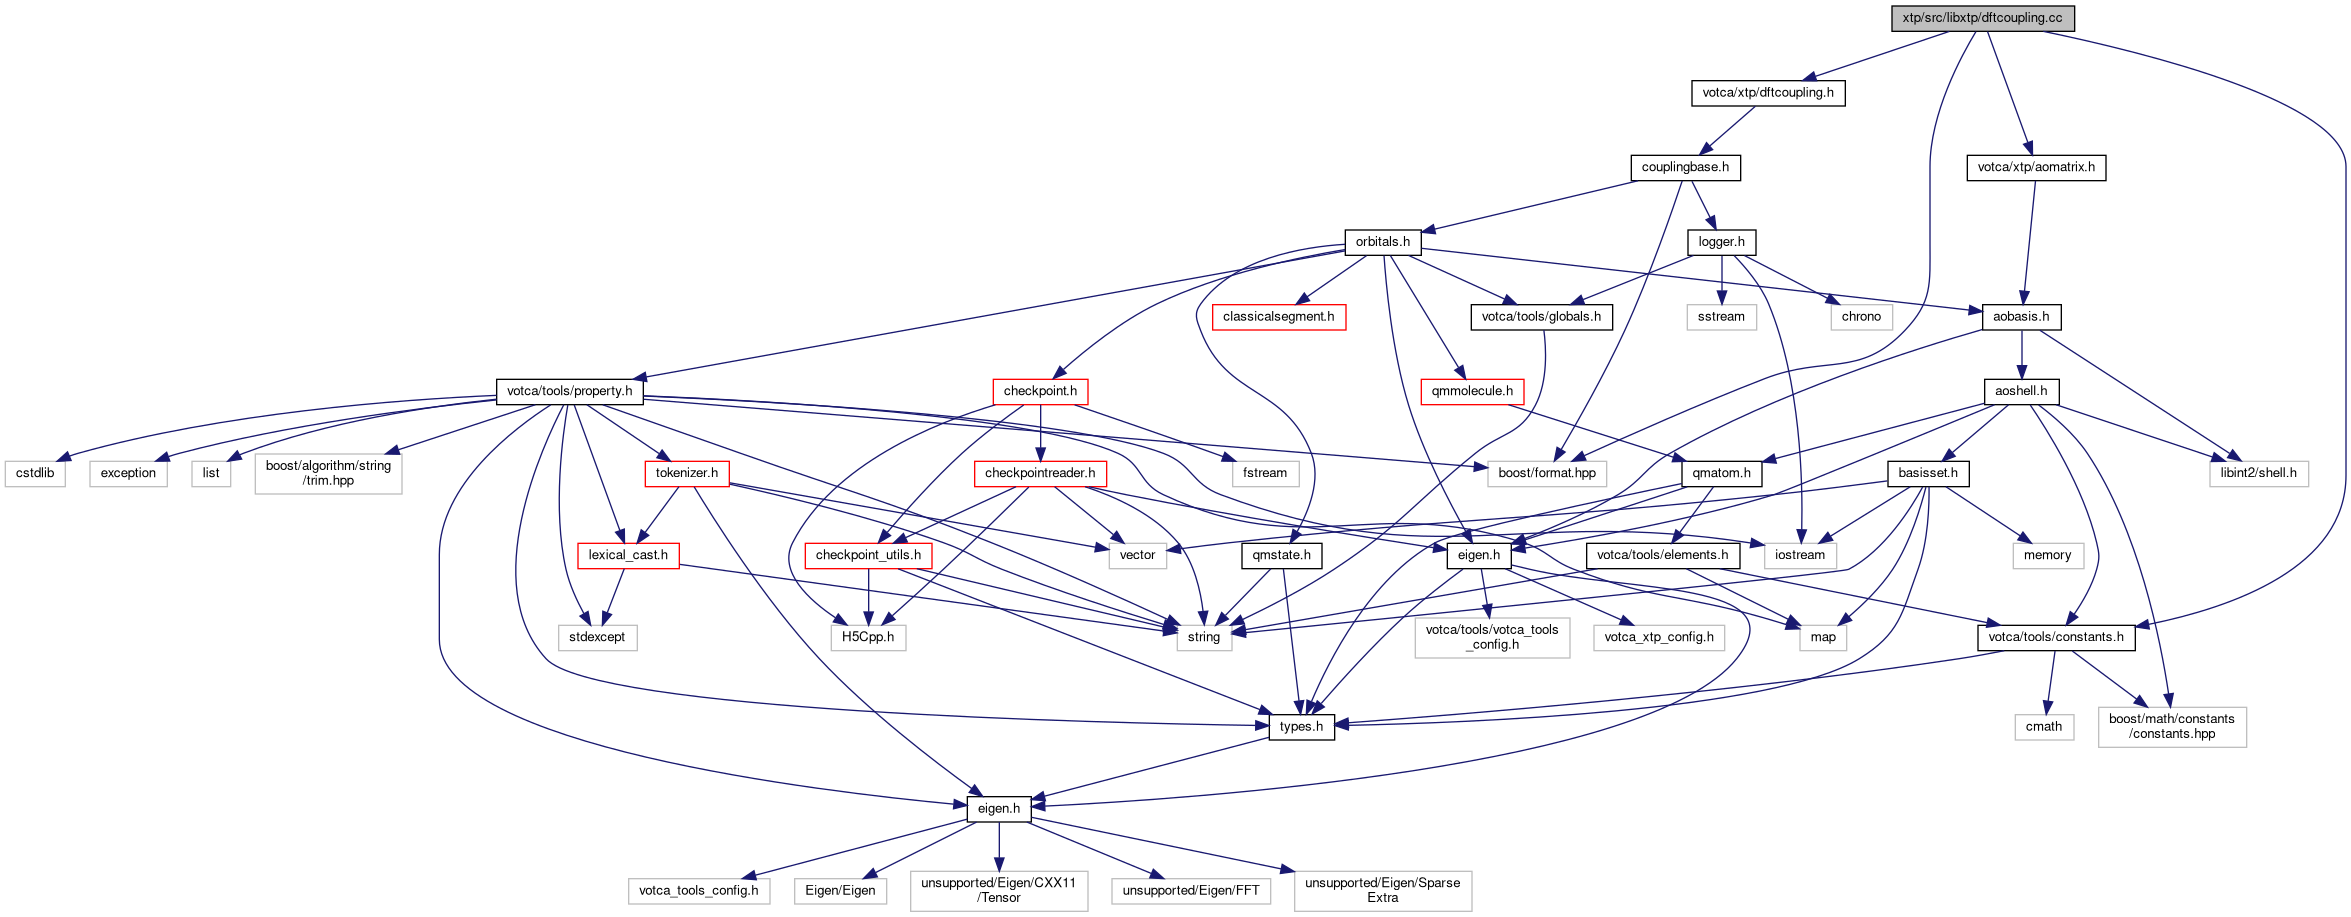 xtp/src/libxtp/dftcoupling.cc
votca/xtp/dftcoupling.h
couplingbase.h
votca/xtp/aomatrix.h
orbitals.h
logger.h
classicalsegment.h
votca/tools/globals.h
sstream
chrono
aobasis.h
votca/tools/property.h
checkpoint.h
qmmolecule.h
aoshell.h
cstdlib
exception
list
boost/algorithm/string
/trim.hpp
tokenizer.h
checkpointreader.h
fstream
boost/format.hpp
qmatom.h
basisset.h
libint2/shell.h
lexical_cast.h
checkpoint_utils.h
vector
qmstate.h
eigen.h
votca/tools/elements.h
iostream
memory
stdexcept
H5Cpp.h
string
votca/tools/votca_tools
_config.h
votca_xtp_config.h
map
votca/tools/constants.h
types.h
cmath
boost/math/constants
/constants.hpp
eigen.h
votca_tools_config.h
Eigen/Eigen
unsupported/Eigen/CXX11
/Tensor
unsupported/Eigen/FFT
unsupported/Eigen/Sparse
Extra